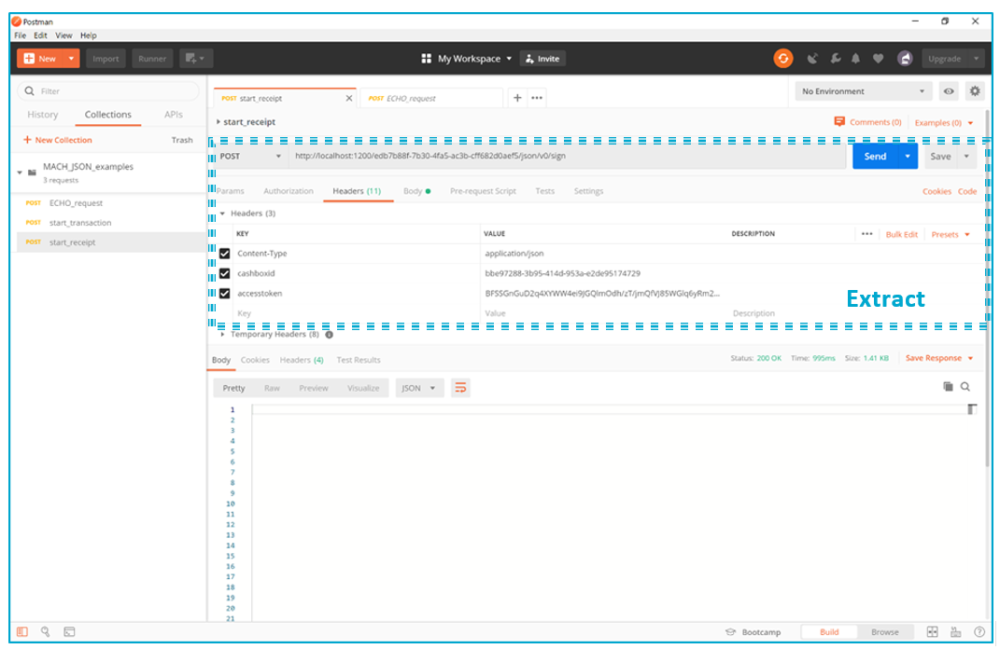 Postman
File Edit View Help
New Import Runner My Workspace Invite Upgrade
Filter
History Collections APIs
+ New Collection Trash
MACH_JSON_examples
3 requests
POST ECHO_request
POST start_transaction
POST start_receipt
POST start_receipt POST ECHO_request
No Environment
start_receipt Comments (0) Examples (0)
POST http://localhost:1200/edb7b88f-7b30-4fa5-ac3b-cff682d0aef5/json/v0/sign Send Save
Params Authorization Headers (11) Body Pre-request Script Tests Settings Cookies Code
Headers (3)
KEY VALUE DESCRIPTION Bulk Edit Presets
Content-Type application/json
cashboxid bbe97288-3b95-414d-953a-e2de95174729
accesstoken
Key Value Description
Extract
Temporary Headers (8)
Body Cookies Headers (4) Test Results Status: 200 OK Time: 995ms Size: 1.41 KB Save Response
Pretty Raw Preview Visualize JSON
1
2
3
4
5
6
7
8
9
10
11
12
13
14
15
16
17
18
19
20
21
Bootcamp Build Browse